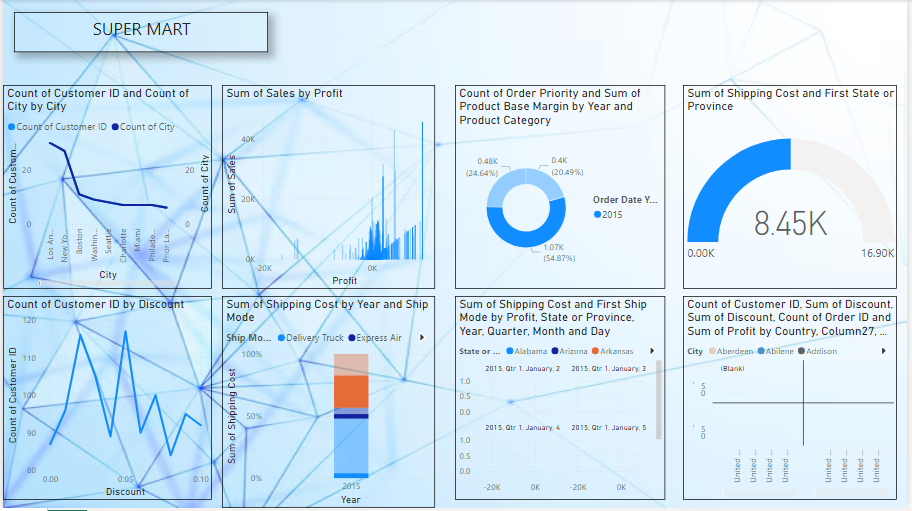 SUPER MART
Count of Customer ID and Count of
City by City
Count of Customer ID Count of City
Count of Custom...
20
0
20
0
Count of City
Los An...
New Yo...
Boston
Washin...
Seattle
Charlotte
Miami
Philade...
Prior La...
City
Sum of Sales by Profit
Sum of Sales
40K
20K
0K
-20K 0K
Profit
Count of Order Priority and Sum of
Product Base Margin by Year and
Product Category
0.48K
(24.64%)
0.4K
(20.49%)
1.07K
(54.87%)
Order Date Y...
2015
Sum of Shipping Cost and First State or
Province
8.45K
0.00K 16.90K
Count of Customer ID by Discount
Count of Customer ID
120
110
100
90
80
0.00 0.05 0.10
Discount
Sum of Shipping Cost by Year and Ship
Mode
Ship Mo... Delivery Truck Express Air
Sum of Shipping Cost
100%
50%
0%
2015
Year
Sum of Shipping Cost and First Ship
Mode by Profit, State or Province,
Year, Quarter, Month and Day
State or ... Alabama Arizona Arkansas
2015, Qtr 1, January, 2 2015, Qtr 1, January, 3
1.0
0.5
0.0
2015, Qtr 1, January, 4 2015, Qtr 1, January, 5
1.0
0.5
0.0
-20K 0K -20K 0K
Count of Customer ID, Sum of Discount,
Sum of Discount, Count of Order ID and
Sum of Profit by Country, Column27, ...
City Aberdeen Abilene Addison
(Blank)
5
0
5
0
United ...
United ...
United ...
United ...
United ...
United ...
United ...
United ...